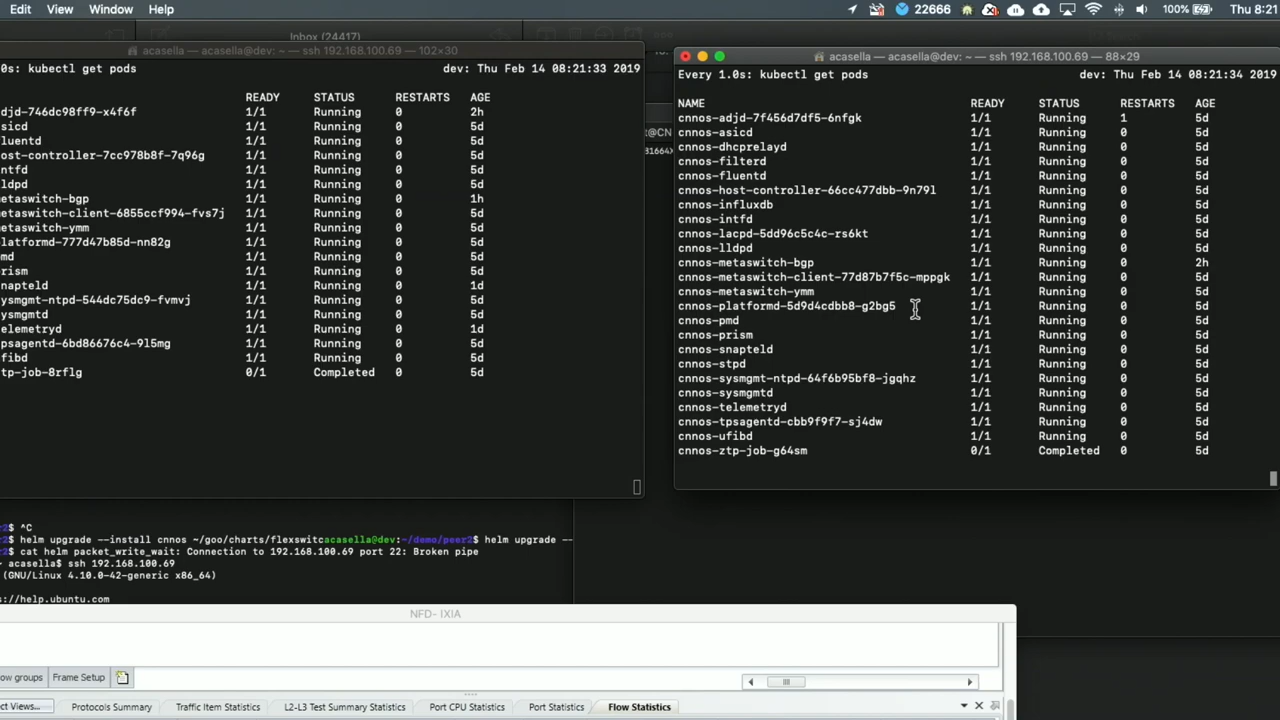 Edit View Window Help 22666 100% Thu 8:21
Inbox (24417)
acasella — acasella@dev: ~ — ssh 192.168.100.69 — 102×30
0s: kubectl get pods dev: Thu Feb 14 08:21:33 2019
READY STATUS RESTARTS AGE
djd-746dc98ff9-x4f6f 1/1 Running 0 2h
sicd 1/1 Running 0 5d
luentd 1/1 Running 0 5d
ost-controller-7cc978b8f-7q96g 1/1 Running 0 5d
ntfd 1/1 Running 0 5d
ldpd 1/1 Running 0 5d
etaswitch-bgp 1/1 Running 0 1h
etaswitch-client-6855ccf994-fvs7j 1/1 Running 0 5d
etaswitch-ymm 1/1 Running 0 5d
latformd-777d47b85d-nn82g 1/1 Running 0 5d
md 1/1 Running 0 5d
rism 1/1 Running 0 5d
napteld 1/1 Running 0 1d
ysmgmt-ntpd-544dc75dc9-fvmvj 1/1 Running 0 5d
elemetryd 1/1 Running 0 1d
psagentd-6bd86676c4-9l5mg 1/1 Running 0 5d
fibd 1/1 Running 0 5d
tp-job-8rflg 0/1 Completed 0 5d
t@CN
31664X
acasella — acasella@dev: ~ — ssh 192.168.100.69 — 88×29
Every 1.0s: kubectl get pods dev: Thu Feb 14 08:21:34 2019
NAME READY STATUS RESTARTS AGE
cnnos-adjd-7f456d7df5-6nfgk 1/1 Running 1 5d
cnnos-asicd 1/1 Running 0 5d
cnnos-dhcprelayd 1/1 Running 0 5d
cnnos-filterd 1/1 Running 0 5d
cnnos-fluentd 1/1 Running 0 5d
cnnos-host-controller-66cc477dbb-9n79l 1/1 Running 0 5d
cnnos-influxdb 1/1 Running 0 5d
cnnos-intfd 1/1 Running 0 5d
cnnos-lacpd-5dd96c5c4c-rs6kt 1/1 Running 0 5d
cnnos-lldpd 1/1 Running 0 5d
cnnos-metaswitch-bgp 1/1 Running 0 2h
cnnos-metaswitch-client-77d87b7f5c-mppgk 1/1 Running 0 5d
cnnos-metaswitch-ymm 1/1 Running 0 5d
cnnos-platformd-5d9d4cdbb8-g2bg5 1/1 Running 0 5d
cnnos-pmd 1/1 Running 0 5d
cnnos-prism 1/1 Running 0 5d
cnnos-snapteld 1/1 Running 0 5d
cnnos-stpd 1/1 Running 0 5d
cnnos-sysmgmt-ntpd-64f6b95bf8-jgqhz 1/1 Running 0 5d
cnnos-sysmgmtd 1/1 Running 0 5d
cnnos-telemetryd 1/1 Running 0 5d
cnnos-tpsagentd-cbb9f9f7-sj4dw 1/1 Running 0 5d
cnnos-ufibd 1/1 Running 0 5d
cnnos-ztp-job-g64sm 0/1 Completed 0 5d
r2$ ^C
r2$ helm upgrade --install cnnos ~/goo/charts/flexswitcacasella@dev:~/demo/peer2$ helm upgrade --
r2$ cat helm packet_write_wait: Connection to 192.168.100.69 port 22: Broken pipe
- acasella$ ssh 192.168.100.69
(GNU/Linux 4.10.0-42-generic x86_64)
s://help.ubuntu.com
NFD- IXIA
ow groups Frame Setup
ect Views... Protocols Summary Traffic Item Statistics L2-L3 Test Summary Statistics Port CPU Statistics Port Statistics Flow Statistics